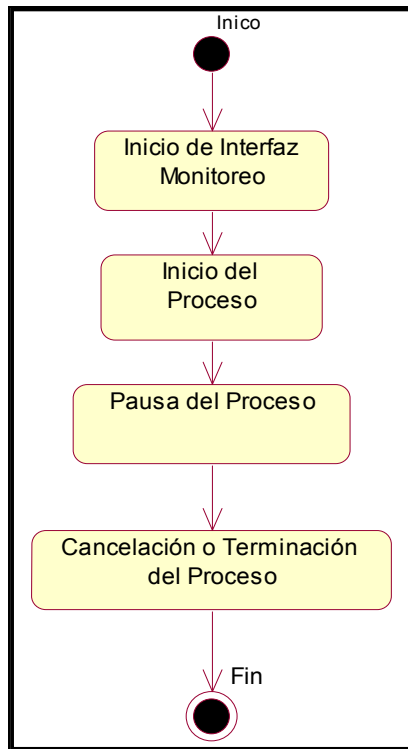 Inico
Inicio de Interfaz
Monitoreo
Inicio del
Proceso
Pausa del Proceso
Cancelación o Terminación
del Proceso
Fin